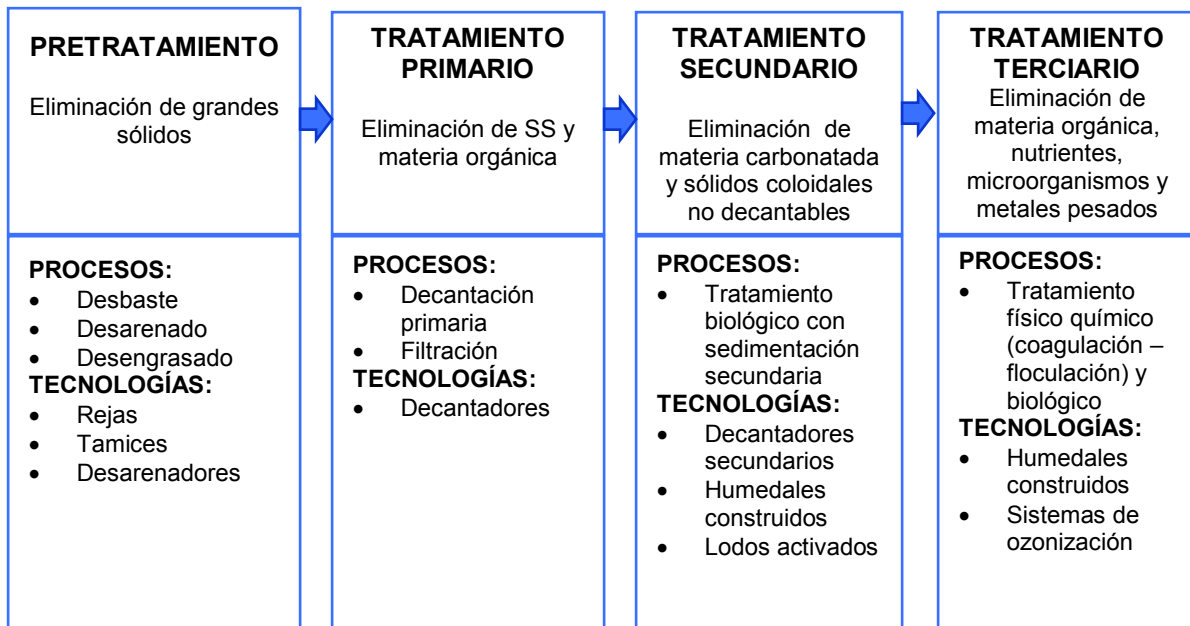 PRETRATAMIENTO
Eliminación de grandes
sólidos
TRATAMIENTO
PRIMARIO
Eliminación de SS y
materia orgánica
TRATAMIENTO
SECUNDARIO
Eliminación de
materia carbonatada
y sólidos coloidales
no decantables
TRATAMIENTO
TERCIARIO
Eliminación de
materia orgánica,
nutrientes,
microorganismos y
metales pesados
PROCESOS:
• Desbaste
• Desarenado
• Desengrasado
TECNOLOGÍAS:
• Rejas
• Tamices
• Desarenadores
PROCESOS:
• Decantación
primaria
• Filtración
TECNOLOGÍAS:
• Decantadores
PROCESOS:
• Tratamiento
biológico con
sedimentación
secundaria
TECNOLOGÍAS:
• Decantadores
secundarios
• Humedales
construidos
• Lodos activados
PROCESOS:
• Tratamiento
físico químico
(coagulación –
floculación) y
biológico
TECNOLOGÍAS:
• Humedales
construidos
• Sistemas de
ozonización